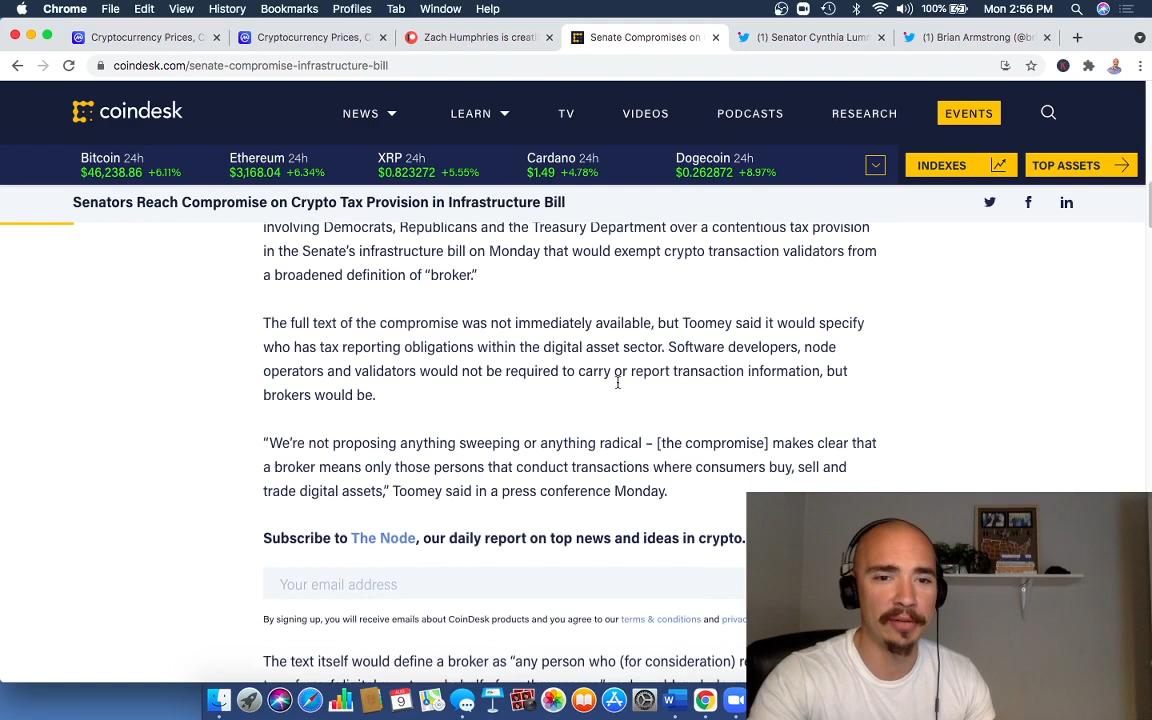 Chrome File Edit View History Bookmarks Profiles Tab Window Help 100% Mon 2:56 PM
Cryptocurrency Prices, C Cryptocurrency Prices, C Zach Humphries is creati Senate Compromises on (1) Senator Cynthia Lum (1) Brian Armstrong (@b
coindesk.com/senate-compromise-infrastructure-bill
coindesk NEWS LEARN TV VIDEOS PODCASTS RESEARCH EVENTS
Bitcoin 24h Ethereum 24h XRP 24h Cardano 24h Dogecoin 24h
$46,238.86 +6.11% $3,168.04 +6.34% $0.823272 +5.55% $1.49 +4.78% $0.262872 +8.97% INDEXES TOP ASSETS
Senators Reach Compromise on Crypto Tax Provision in Infrastructure Bill
involving Democrats, Republicans and the Treasury Department over a contentious tax provision
in the Senate's infrastructure bill on Monday that would exempt crypto transaction validators from
a broadened definition of “broker.”
The full text of the compromise was not immediately available, but Toomey said it would specify
who has tax reporting obligations within the digital asset sector. Software developers, node
operators and validators would not be required to carry or report transaction information, but
brokers would be.
“We're not proposing anything sweeping or anything radical – [the compromise] makes clear that
a broker means only those persons that conduct transactions where consumers buy, sell and
trade digital assets,” Toomey said in a press conference Monday.
Subscribe to The Node, our daily report on top news and ideas in crypto.
Your email address
By signing up, you will receive emails about CoinDesk products and you agree to our terms & conditions and privac
The text itself would define a broker as “any person who (for consideration) re